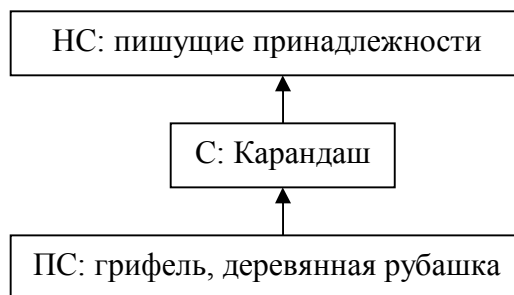 НС: пишущие принадлежности
С: Карандаш
ПС: грифель, деревянная рубашка